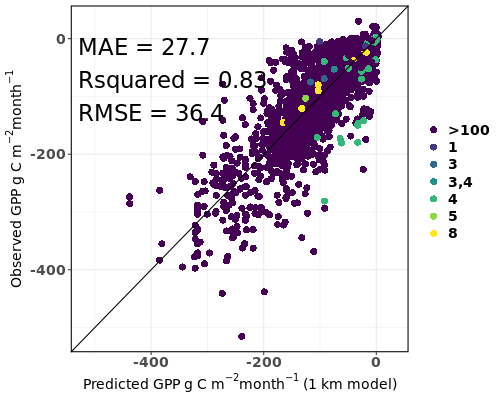 MAE = 27.7
Rsquared = 0.83
RMSE = 36.4
0
-200
-400
Observed GPP g C m⁻²month⁻¹
-400 -200 0
Predicted GPP g C m⁻²month⁻¹ (1 km model)
>100
1
3
3,4
4
5
8